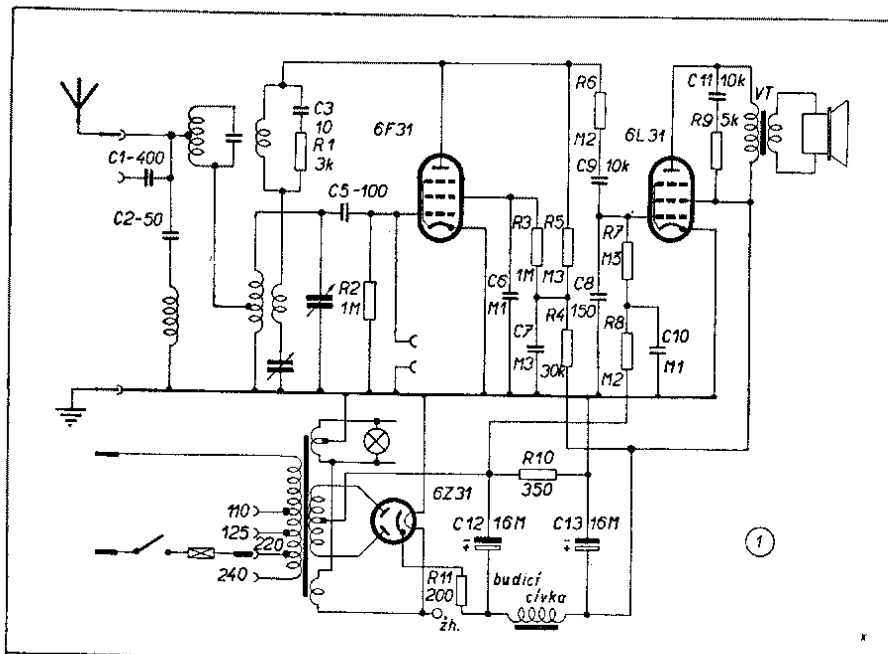 C1-400
C2-50
C3
10
R1
3k
C5-100
6F31
R2
1M
C6
M1
R3
1M
R5
M3
C7
M3
R4
30k
R6
M2
C9
10k
C8
150
6L31
C11
10k
R9
5k
VT
R7
M3
R8
M2
C10
M1
110
125
220
240
6Z31
R10
350
C12
16M
C13
16M
R11
200
žh.
budicí
cívka
1
x